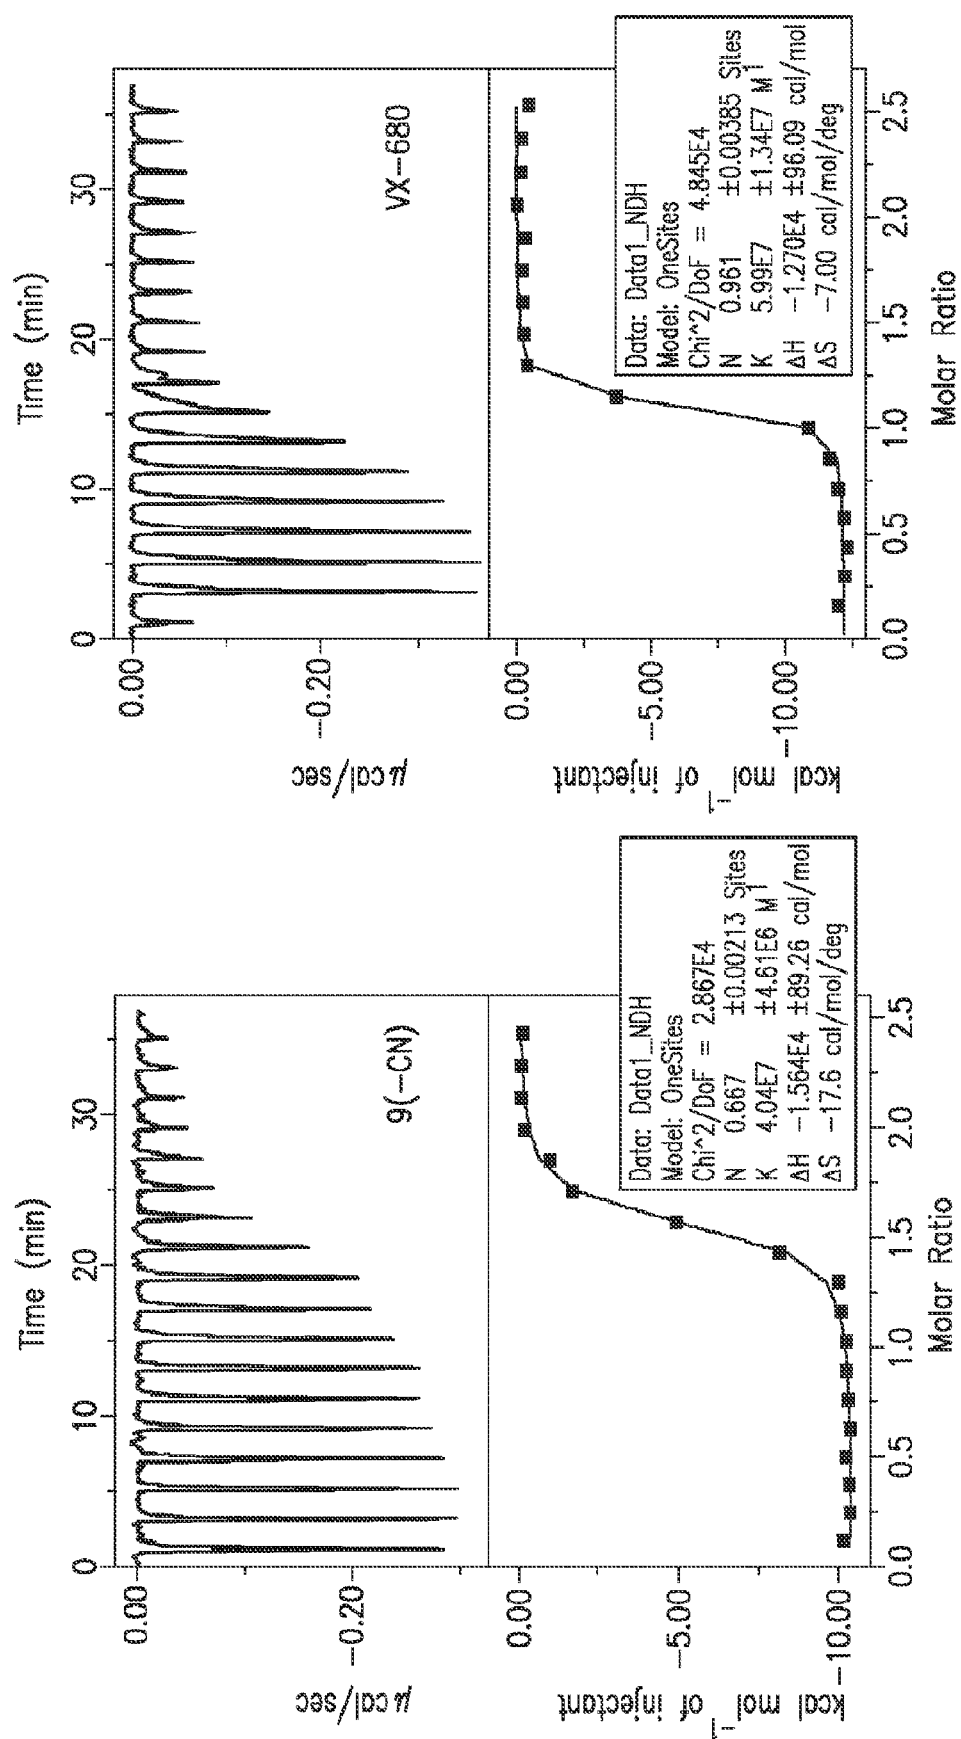 Time (min)
0
10
20
30
0.00
−0.20
μcal/sec
9(−CN)
0.00
−5.00
−10.00
kcal mol⁻¹ of injectant
Data: Data1_NDH
Model: OneSites
Chi^2/DoF = 2.867E4
N 0.667 ±0.00213 Sites
K 4.04E7 ±4.61E6 M⁻¹
ΔH −1.564E4 ±89.26 cal/mol
ΔS −17.6 cal/mol/deg
0.0
0.5
1.0
1.5
2.0
2.5
Molar Ratio
Time (min)
0
10
20
30
0.00
−0.20
μcal/sec
VX−680
0.00
−5.00
−10.00
kcal mol⁻¹ of injectant
Data: Data1_NDH
Model: OneSites
Chi^2/DoF = 4.845E4
N 0.961 ±0.00385 Sites
K 5.99E7 ±1.34E7 M⁻¹
ΔH −1.270E4 ±96.09 cal/mol
ΔS −7.00 cal/mol/deg
0.0
0.5
1.0
1.5
2.0
2.5
Molar Ratio